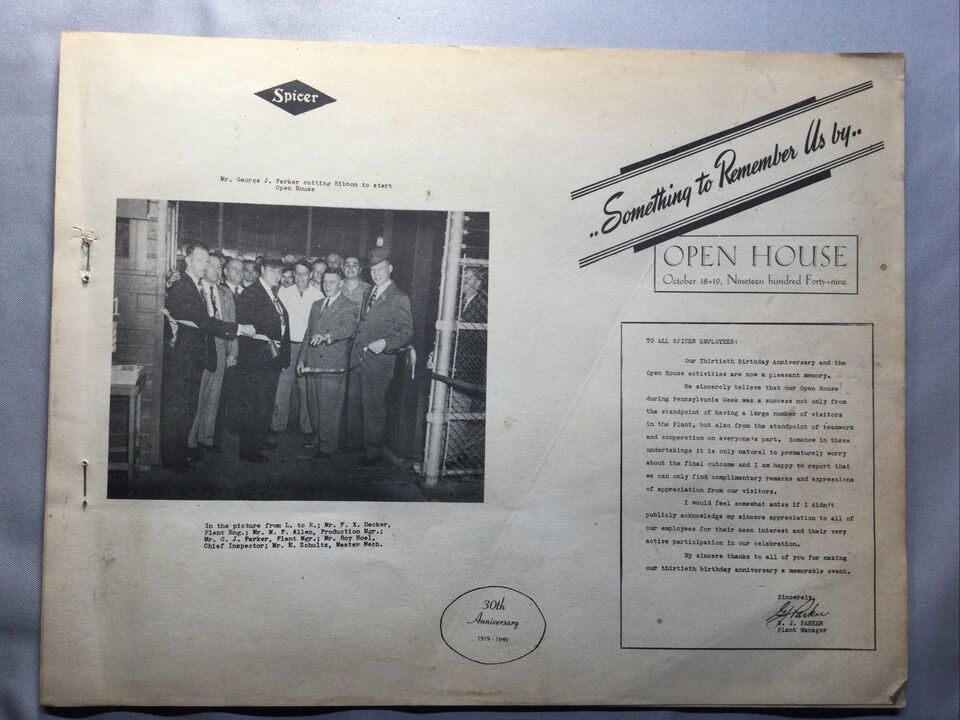 Spicer
Mr. George J. Parker cutting Ribbon to start
Open House
In the picture from L. to R.; Mr. F. X. Decker,
Plant Eng.; Mr. W. P. Allen, Production Mgr.;
Mr. G. J. Parker, Plant Mgr.; Mr. Roy Hoel,
Chief Inspector; Mr. E. Schultz, Master Mech.
30th
Anniversary
1919 - 1949
..Something to Remember Us by..
OPEN HOUSE
October 18=19, Nineteen hundred Forty=nine
TO ALL SPICER EMPLOYEES:
Our Thirtieth Birthday Anniversary and the
Open House activities are now a pleasant memory.
We sincerely believe that our Open House
during Pennsylvania Week was a success not only from
the standpoint of having a large number of visitors
in the Plant, but also from the standpoint of teamwork
and cooperation on everyone's part. Somehow in these
undertakings it is only natural to prematurely worry
about the final outcome and I am happy to report that
we can only find complimentary remarks and expressions
of appreciation from our visitors.
I would feel somewhat amiss if I didn't
publicly acknowledge my sincere appreciation to all of
our employees for their keen interest and their very
active participation in our celebration.
My sincere thanks to all of you for making
our thirtieth birthday anniversary a memorable event.
Sincerely,
GJ Parker
G. J. PARKER
Plant Manager